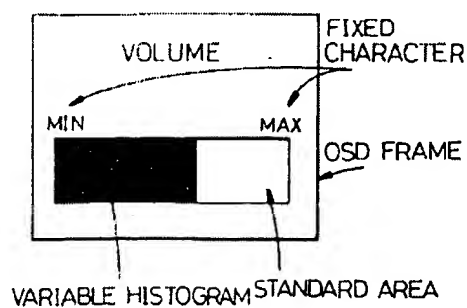 FIXED
VOLUME CHARACTER
MIN MAX
OSD FRAME
VARIABLE HISTOGRAM STANDARD AREA